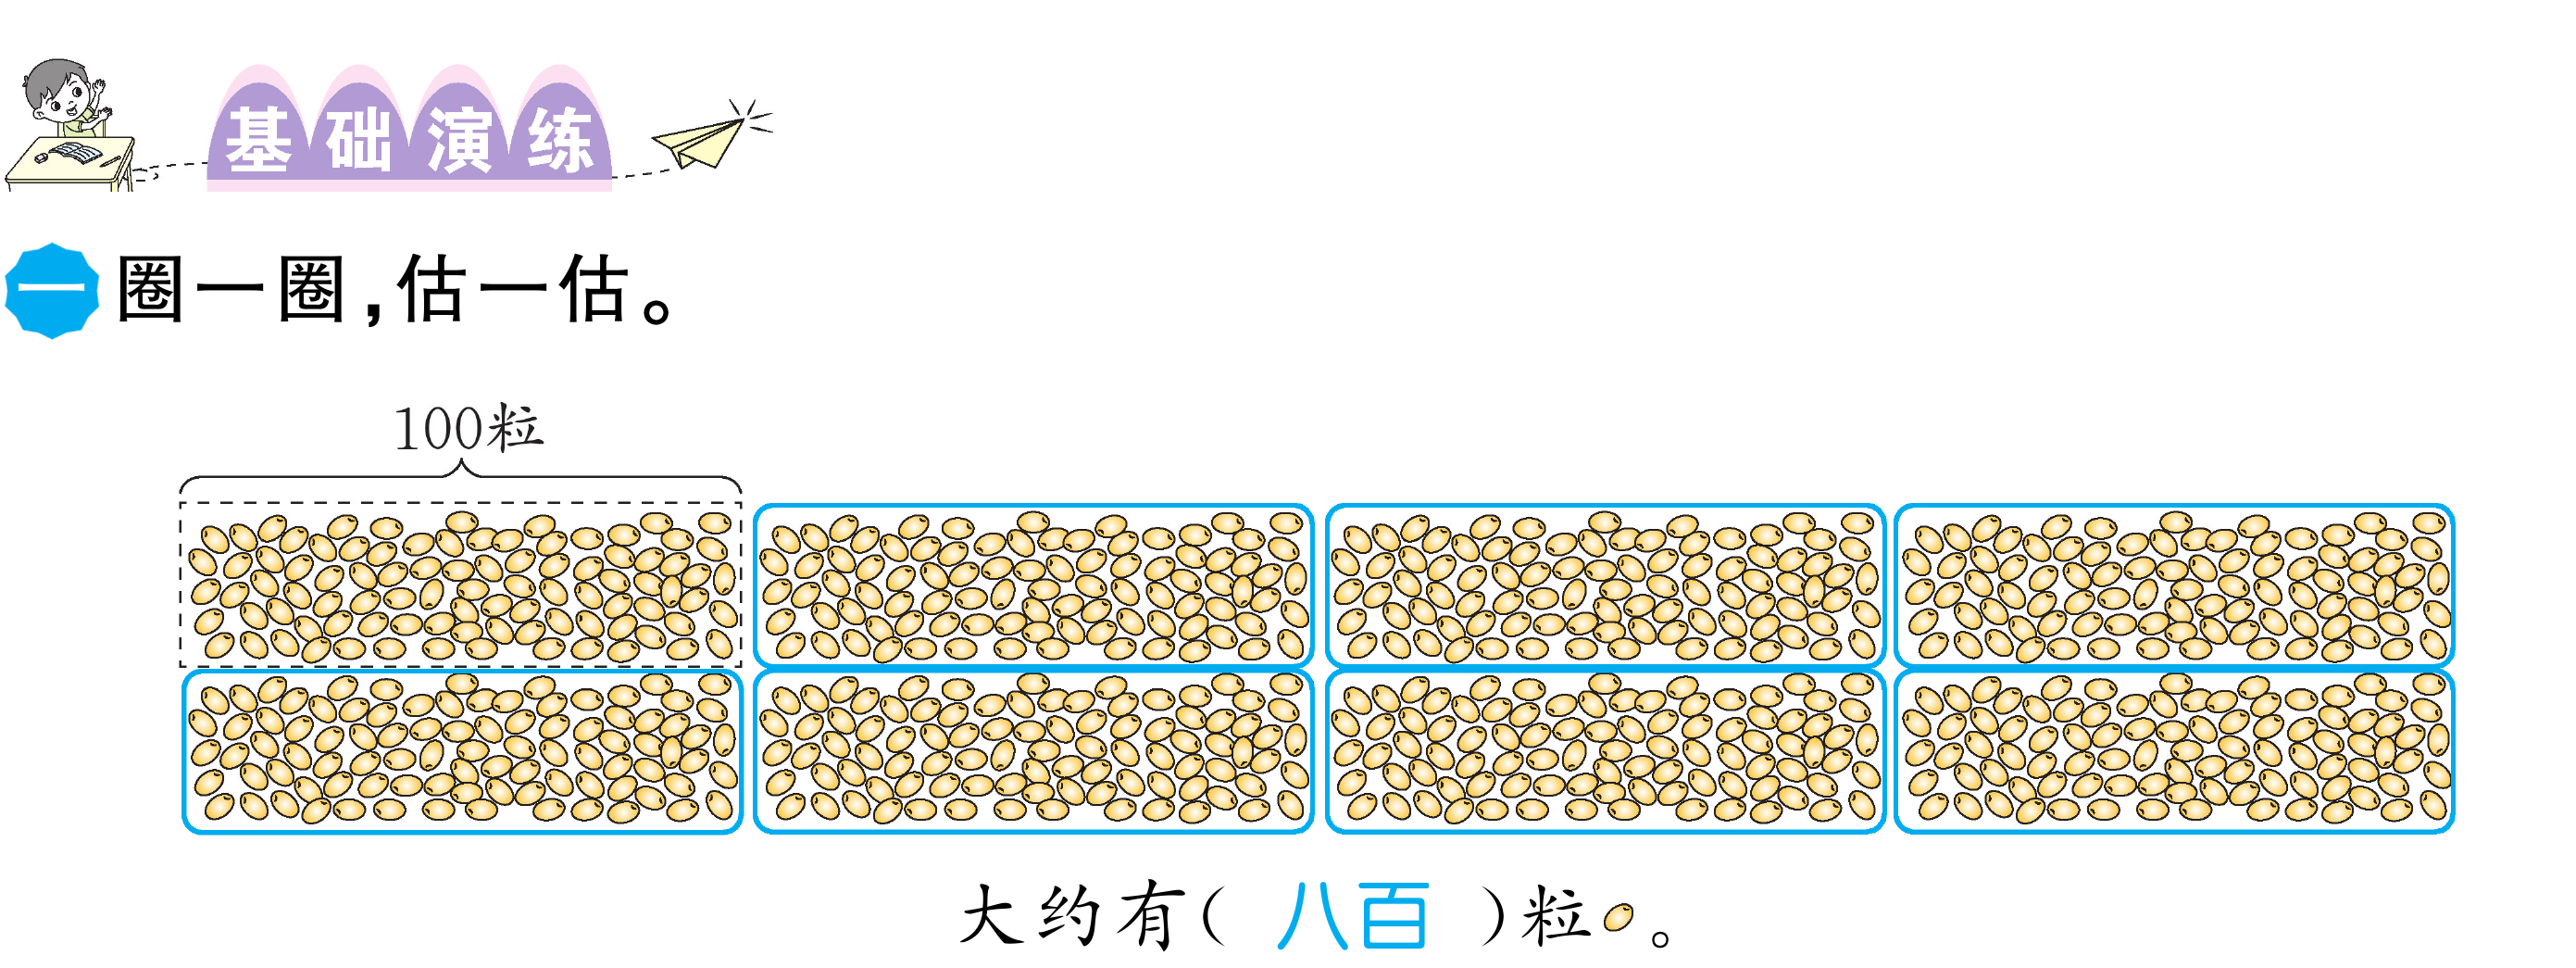 基础演练
一 圈一圈,估一估。
100粒
大约有( 八百 )粒 。